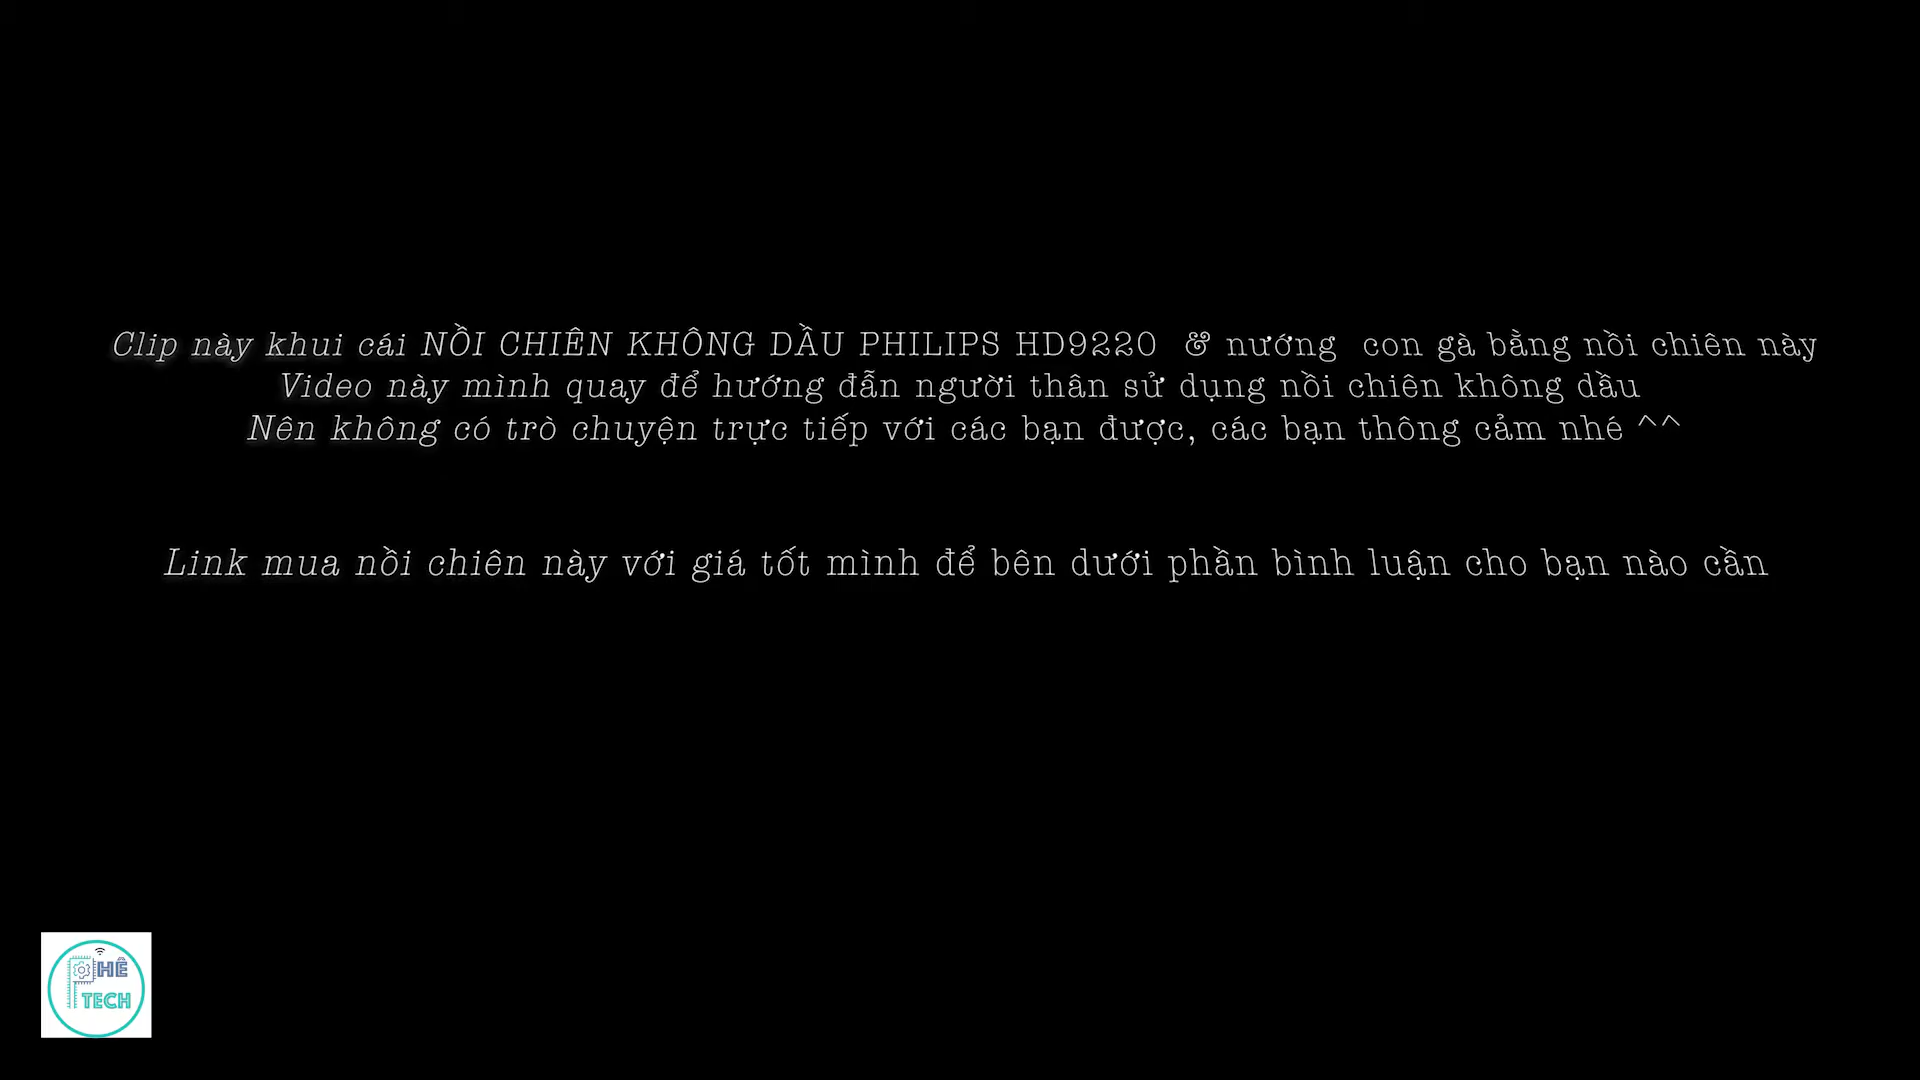 Clip này khui cái NỒI CHIÊN KHÔNG DẦU PHILIPS HD9220 & nướng con gà bằng nồi chiên này
Video này mình quay để hướng đẫn người thân sử dụng nồi chiên không dầu
Nên không có trò chuyện trực tiếp với các bạn được, các bạn thông cảm nhé ^^
Link mua nồi chiên này với giá tốt mình để bên dưới phần bình luận cho bạn nào cần
PHÊ
TECH